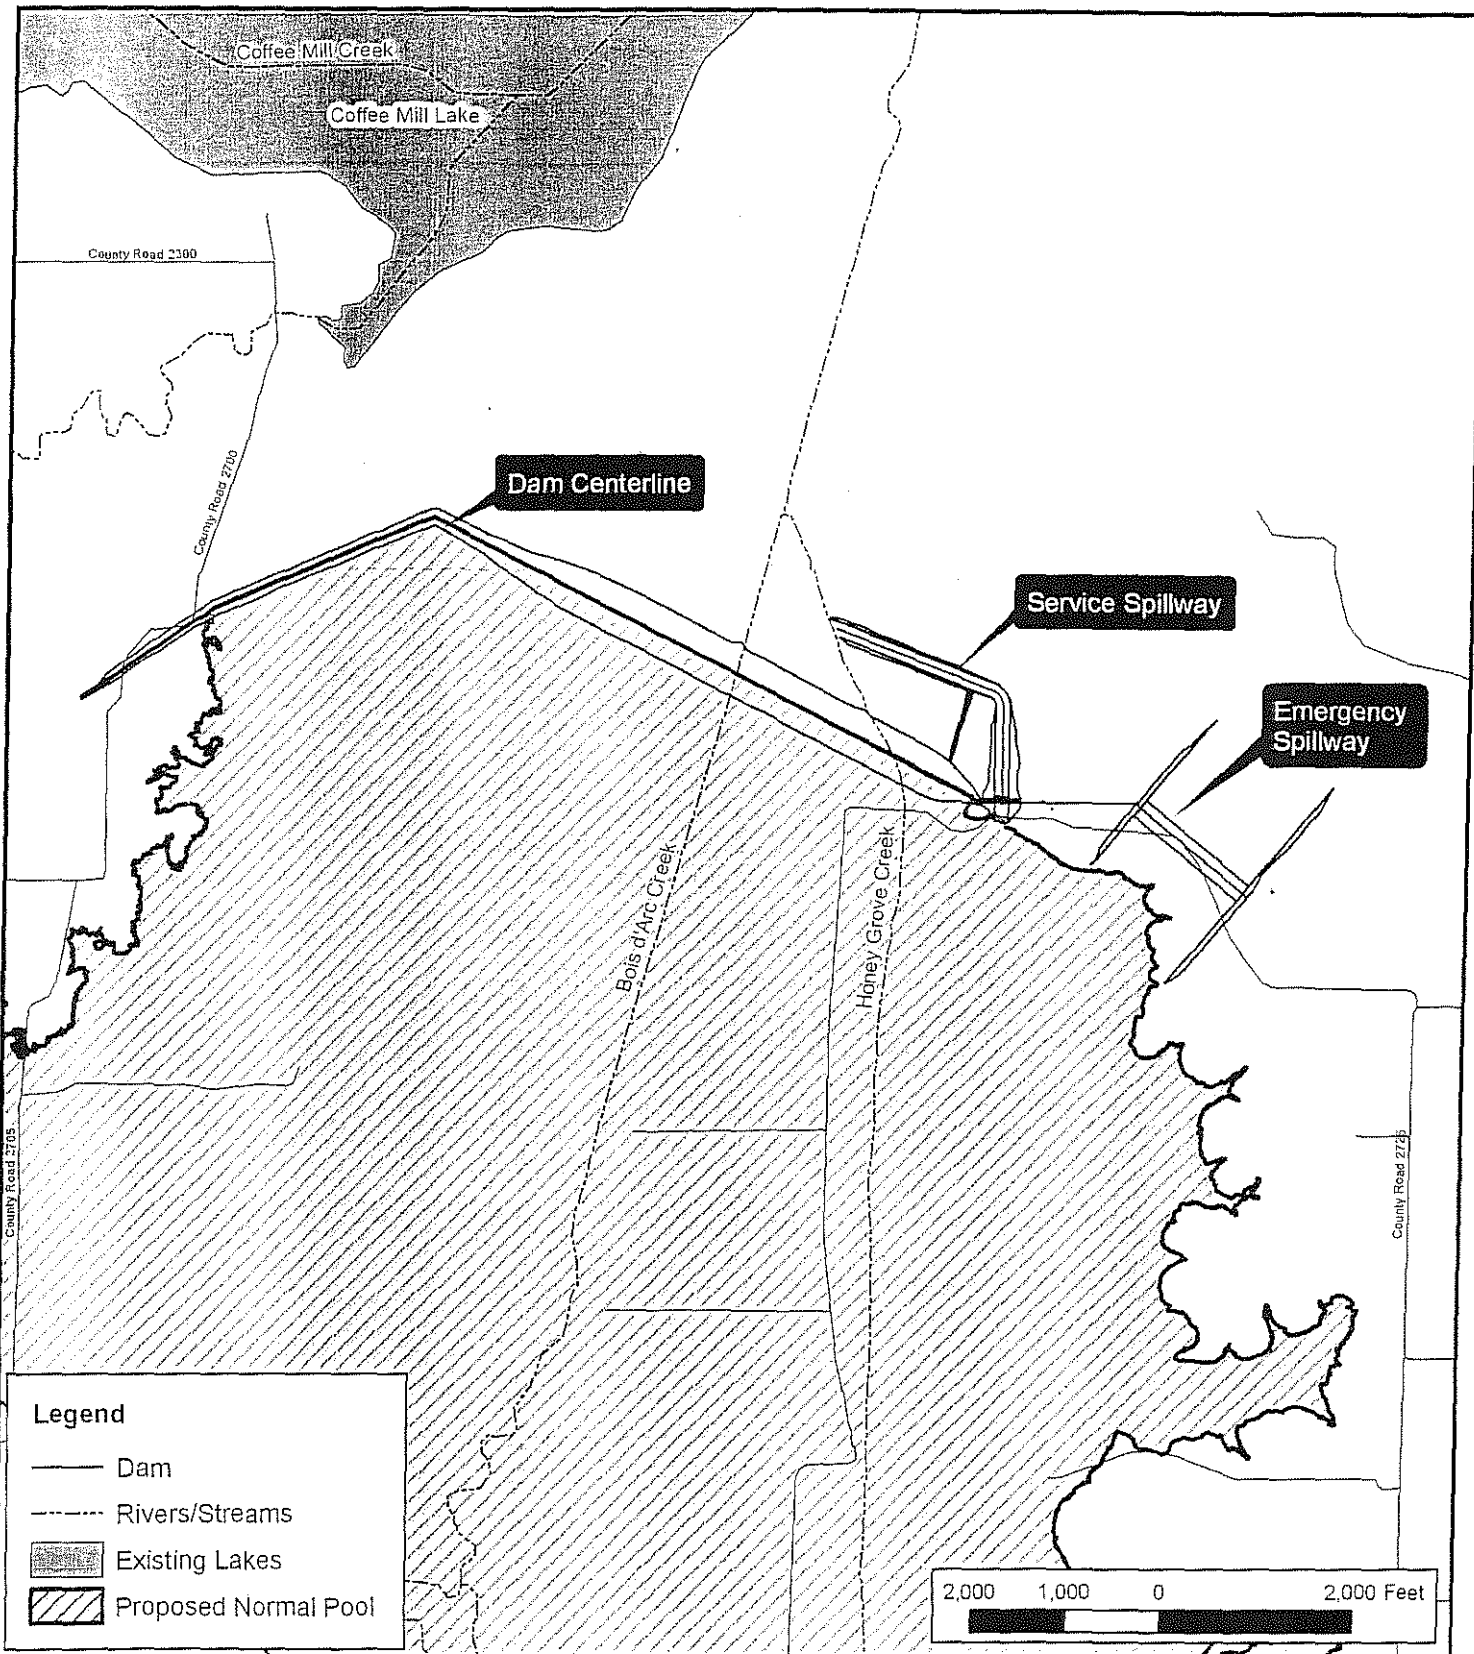 Coffee Mill Creek
Coffee Mill Lake
County Road 2300
County Road 2700
Dam Centerline
Service Spillway
Emergency
Spillway
Bois d'Arc Creek
Honey Grove Creek
County Road 2705
County Road 2725
Legend
Dam
Rivers/Streams
Existing Lakes
Proposed Normal Pool
2,000 1,000 0 2,000 Feet